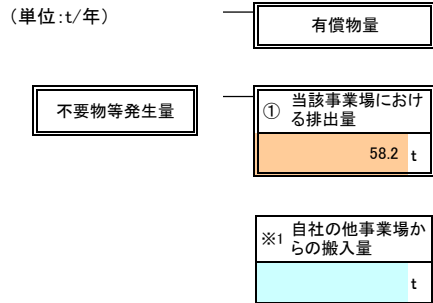 (単位:t/年)
有償物量
不要物等発生量
① 当該事業場におけ
る排出量
58.2 t
※1 自社の他事業場か
らの搬入量
t